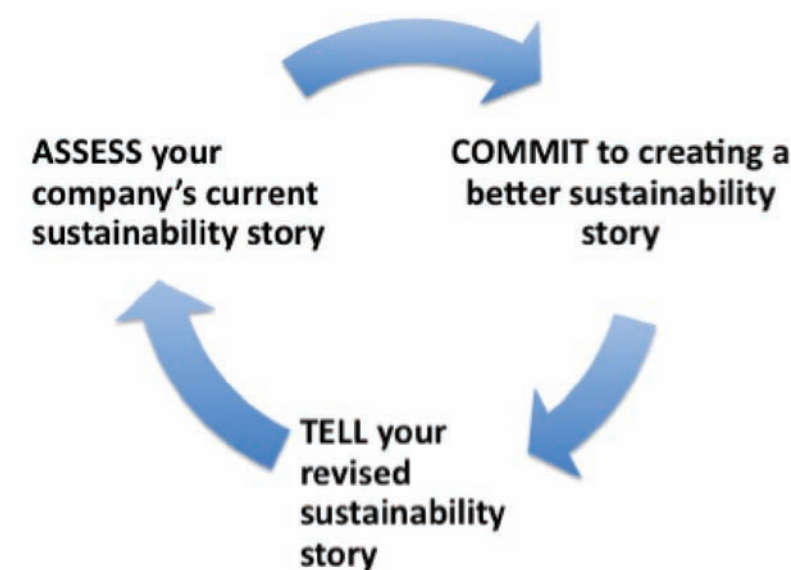 ASSESS your
company’s current
sustainability story
COMMIT to creating a
better sustainability
story
TELL your
revised
sustainability
story